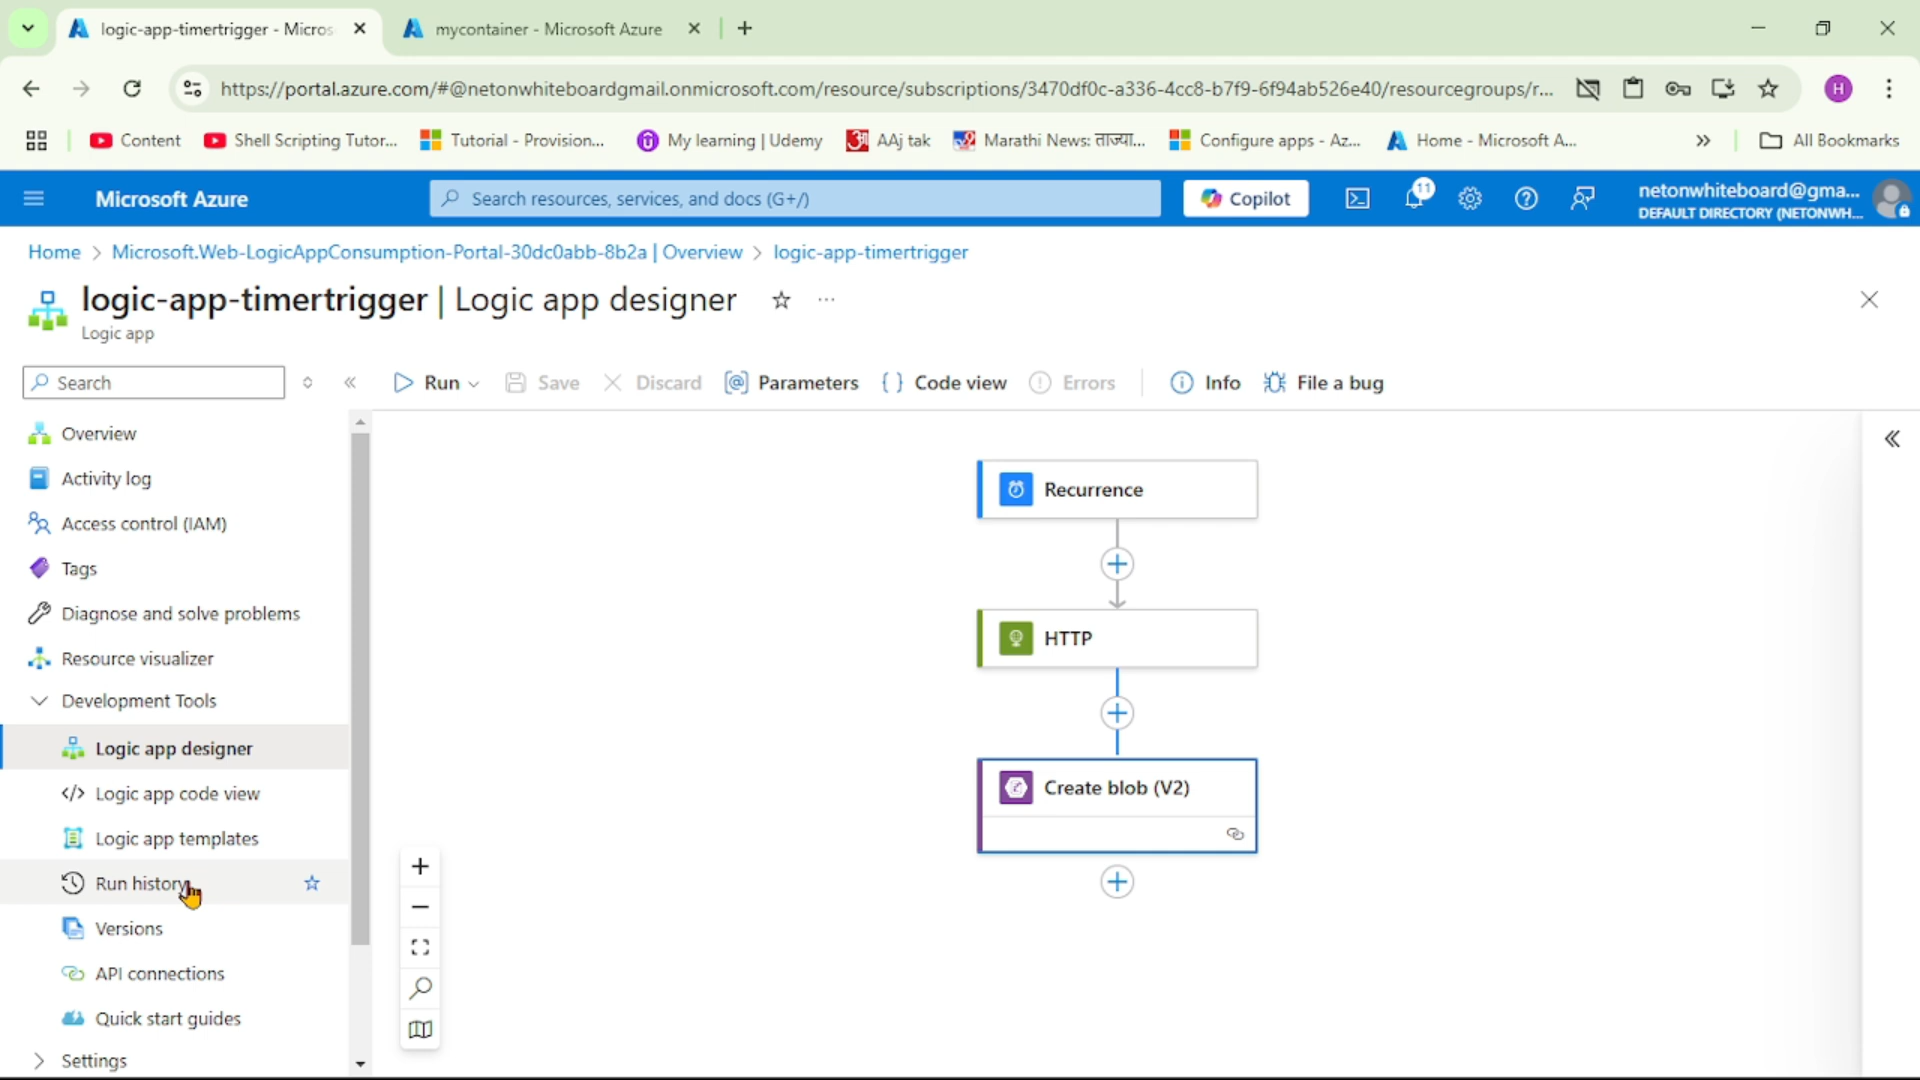 logic-app-timertrigger - Micros
mycontainer - Microsoft Azure
https://portal.azure.com/#@netonwhiteboardgmail.onmicrosoft.com/resource/subscriptions/3470df0c-a336-4cc8-b7f9-6f94ab526e40/resourcegroups/r...
H
Content
Shell Scripting Tutor...
Tutorial - Provision...
My learning | Udemy
AAj tak
Marathi News: ताज्या...
Configure apps - Az...
Home - Microsoft A...
All Bookmarks
Microsoft Azure
Search resources, services, and docs (G+/)
Copilot
11
netonwhiteboard@gma...
DEFAULT DIRECTORY (NETONWH...
Home > Microsoft.Web-LogicAppConsumption-Portal-30dc0abb-8b2a | Overview > logic-app-timertrigger
logic-app-timertrigger | Logic app designer
Logic app
Search
Run
Save
Discard
Parameters
Code view
Errors
Info
File a bug
Overview
Activity log
Access control (IAM)
Tags
Diagnose and solve problems
Resource visualizer
Development Tools
Logic app designer
Logic app code view
Logic app templates
Run history
Versions
API connections
Quick start guides
Settings
Recurrence
HTTP
Create blob (V2)